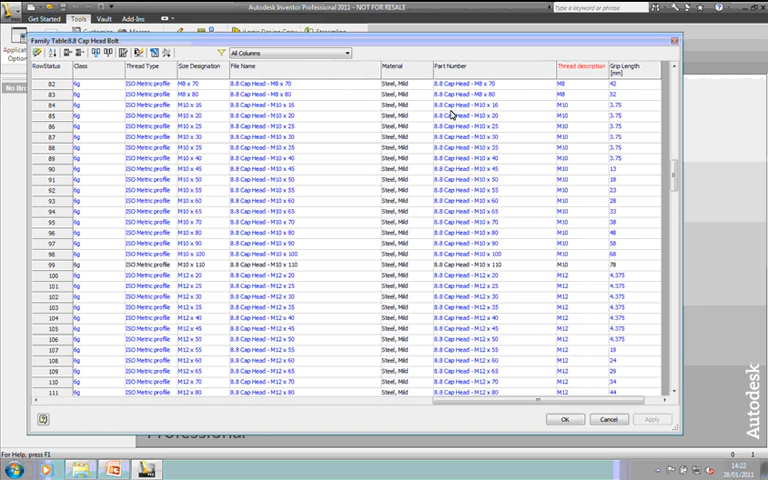 Autodesk Inventor Professional 2011 - NOT FOR RESALE
Type a keyword or phrase
PRO
Get Started Tools Vault Add-Ins
Family Table:8.8 Cap Head Bolt
All Columns
RowStatus Class Thread Type Size Designation File Name Material Part Number Thread description Grip Length [mm]
82 6g ISO Metric profile M8 x 70 8.8 Cap Head - M8 x 70 Steel, Mild 8.8 Cap Head - M8 x 70 M8 42
83 6g ISO Metric profile M8 x 80 8.8 Cap Head - M8 x 80 Steel, Mild 8.8 Cap Head - M8 x 80 M8 52
84 6g ISO Metric profile M10 x 16 8.8 Cap Head - M10 x 16 Steel, Mild 8.8 Cap Head - M10 x 16 M10 3.75
85 6g ISO Metric profile M10 x 20 8.8 Cap Head - M10 x 20 Steel, Mild 8.8 Cap Head - M10 x 20 M10 3.75
86 6g ISO Metric profile M10 x 25 8.8 Cap Head - M10 x 25 Steel, Mild 8.8 Cap Head - M10 x 25 M10 3.75
87 6g ISO Metric profile M10 x 30 8.8 Cap Head - M10 x 30 Steel, Mild 8.8 Cap Head - M10 x 30 M10 3.75
88 6g ISO Metric profile M10 x 35 8.8 Cap Head - M10 x 35 Steel, Mild 8.8 Cap Head - M10 x 35 M10 3.75
89 6g ISO Metric profile M10 x 40 8.8 Cap Head - M10 x 40 Steel, Mild 8.8 Cap Head - M10 x 40 M10 3.75
90 6g ISO Metric profile M10 x 45 8.8 Cap Head - M10 x 45 Steel, Mild 8.8 Cap Head - M10 x 45 M10 13
91 6g ISO Metric profile M10 x 50 8.8 Cap Head - M10 x 50 Steel, Mild 8.8 Cap Head - M10 x 50 M10 18
92 6g ISO Metric profile M10 x 55 8.8 Cap Head - M10 x 55 Steel, Mild 8.8 Cap Head - M10 x 55 M10 23
93 6g ISO Metric profile M10 x 60 8.8 Cap Head - M10 x 60 Steel, Mild 8.8 Cap Head - M10 x 60 M10 28
94 6g ISO Metric profile M10 x 65 8.8 Cap Head - M10 x 65 Steel, Mild 8.8 Cap Head - M10 x 65 M10 33
95 6g ISO Metric profile M10 x 70 8.8 Cap Head - M10 x 70 Steel, Mild 8.8 Cap Head - M10 x 70 M10 38
96 6g ISO Metric profile M10 x 80 8.8 Cap Head - M10 x 80 Steel, Mild 8.8 Cap Head - M10 x 80 M10 48
97 6g ISO Metric profile M10 x 90 8.8 Cap Head - M10 x 90 Steel, Mild 8.8 Cap Head - M10 x 90 M10 58
98 6g ISO Metric profile M10 x 100 8.8 Cap Head - M10 x 100 Steel, Mild 8.8 Cap Head - M10 x 100 M10 68
99 6g ISO Metric profile M10 x 110 8.8 Cap Head - M10 x 110 Steel, Mild 8.8 Cap Head - M10 x 110 M10 78
100 6g ISO Metric profile M12 x 20 8.8 Cap Head - M12 x 20 Steel, Mild 8.8 Cap Head - M12 x 20 M12 4.375
101 6g ISO Metric profile M12 x 25 8.8 Cap Head - M12 x 25 Steel, Mild 8.8 Cap Head - M12 x 25 M12 4.375
102 6g ISO Metric profile M12 x 30 8.8 Cap Head - M12 x 30 Steel, Mild 8.8 Cap Head - M12 x 30 M12 4.375
103 6g ISO Metric profile M12 x 35 8.8 Cap Head - M12 x 35 Steel, Mild 8.8 Cap Head - M12 x 35 M12 4.375
104 6g ISO Metric profile M12 x 40 8.8 Cap Head - M12 x 40 Steel, Mild 8.8 Cap Head - M12 x 40 M12 4.375
105 6g ISO Metric profile M12 x 45 8.8 Cap Head - M12 x 45 Steel, Mild 8.8 Cap Head - M12 x 45 M12 4.375
106 6g ISO Metric profile M12 x 50 8.8 Cap Head - M12 x 50 Steel, Mild 8.8 Cap Head - M12 x 50 M12 4.375
107 6g ISO Metric profile M12 x 55 8.8 Cap Head - M12 x 55 Steel, Mild 8.8 Cap Head - M12 x 55 M12 19
108 6g ISO Metric profile M12 x 60 8.8 Cap Head - M12 x 60 Steel, Mild 8.8 Cap Head - M12 x 60 M12 24
109 6g ISO Metric profile M12 x 65 8.8 Cap Head - M12 x 65 Steel, Mild 8.8 Cap Head - M12 x 65 M12 29
110 6g ISO Metric profile M12 x 70 8.8 Cap Head - M12 x 70 Steel, Mild 8.8 Cap Head - M12 x 70 M12 34
111 6g ISO Metric profile M12 x 80 8.8 Cap Head - M12 x 80 Steel, Mild 8.8 Cap Head - M12 x 80 M12 44
OK Cancel Apply
Professional
Autodesk
For Help, press F1
0 1
14:22
28/01/2011